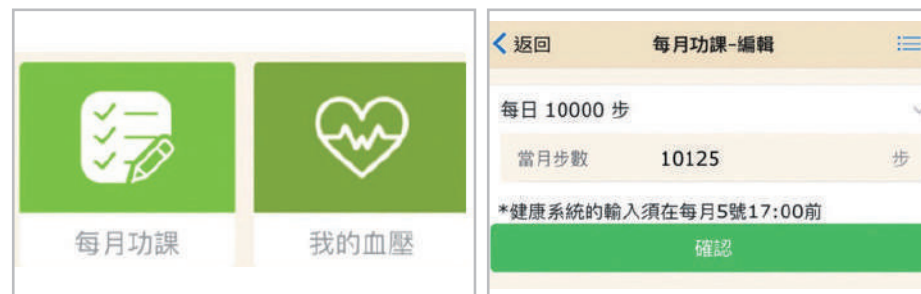 每月功課
我的血壓
返回
每月功課-編輯
每日 10000 步
當月步數 10125 步
*健康系統的輸入須在每月5號17:00前
確認